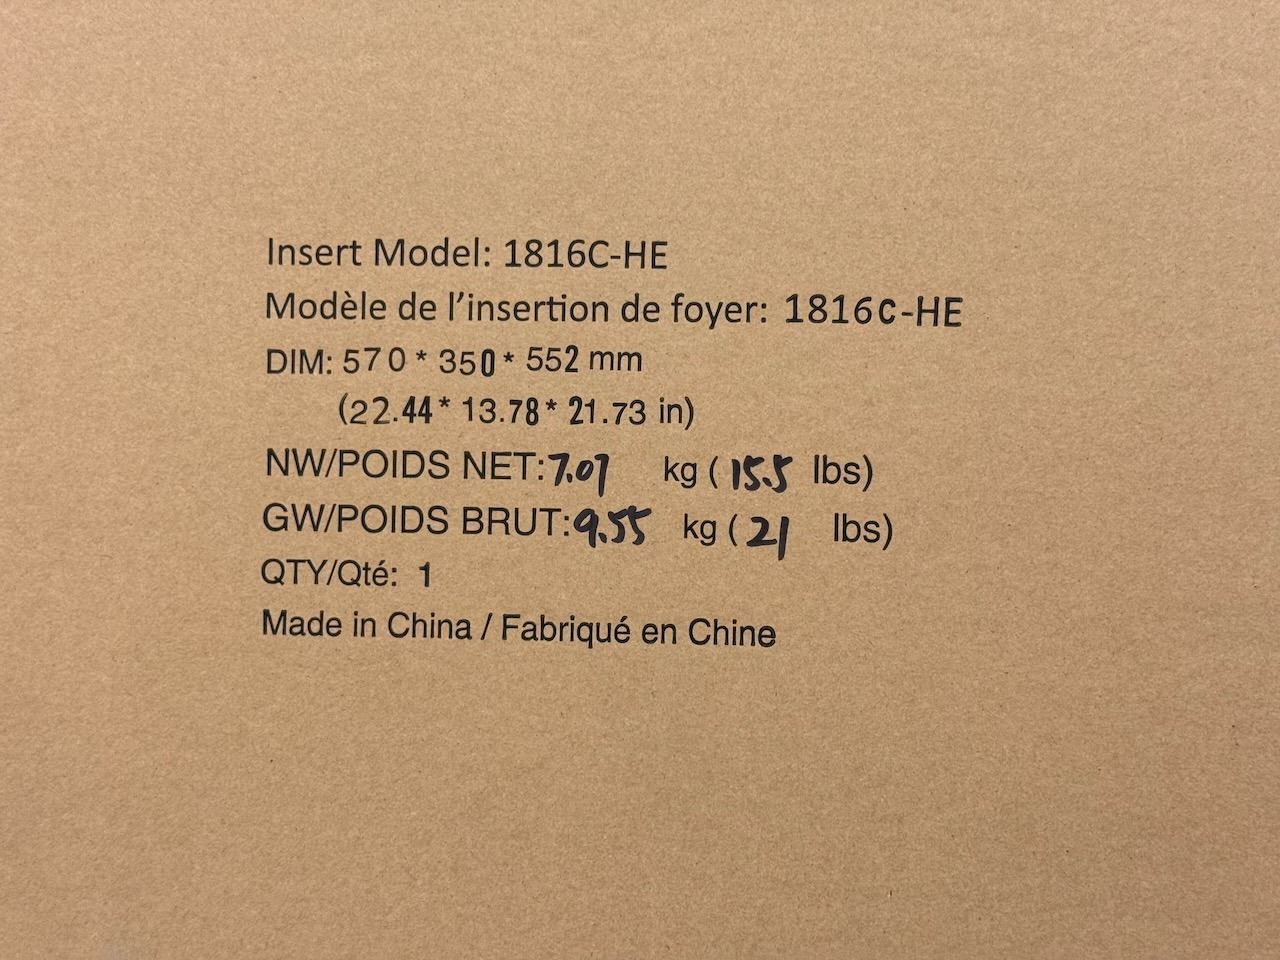 Insert Model: 1816C-HE
Modèle de l'insertion de foyer: 1816C-HE
DIM: 570 * 350 * 552 mm
(22.44* 13.78* 21.73 in)
NW/POIDS NET: 7.07 kg ( 15.5 lbs)
GW/POIDS BRUT: 9.55 kg ( 21 lbs)
QTY/Qté: 1
Made in China / Fabriqué en Chine